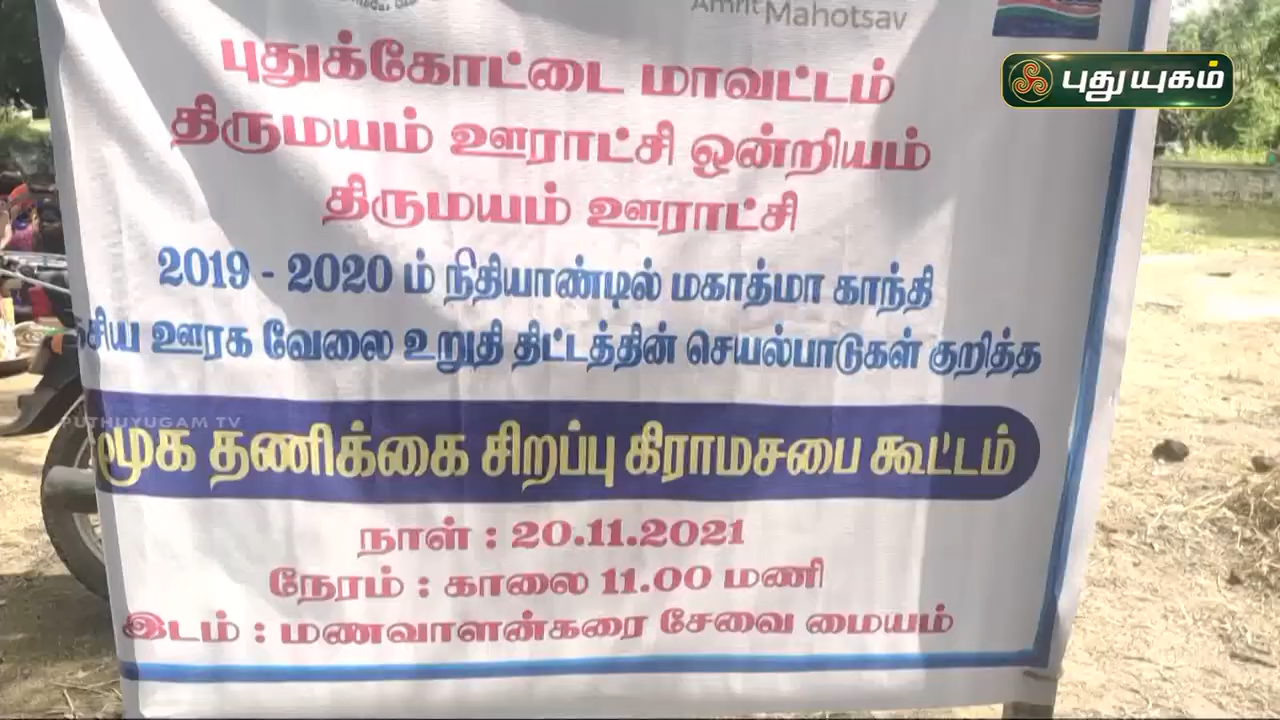 Amrit Mahotsav
புதுயுகம்
புதுக்கோட்டை மாவட்டம்
திருமயம் ஊராட்சி ஒன்றியம்
திருமயம் ஊராட்சி
2019 - 2020 ம் நிதியாண்டில் மகாத்மா காந்தி
சிய ஊரக வேலை உறுதி திட்டத்தின் செயல்பாடுகள் குறித்த
PUTHUYUGAM TV
மூக தணிக்கை சிறப்பு கிராமசபை கூட்டம்
நாள் : 20.11.2021
நேரம் : காலை 11.00 மணி
இடம் : மணவாளன்கரை சேவை மையம்